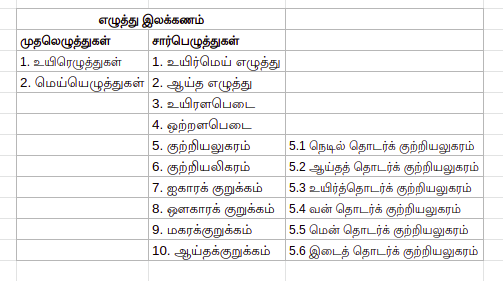 எழுத்து இலக்கணம்
முதலெழுத்துகள் சார்பெழுத்துகள்
1. உயிரெழுத்துகள் 1. உயிர்மெய் எழுத்து
2. மெய்யெழுத்துகள் 2. ஆய்த எழுத்து
3. உயிரளபெடை
4. ஒற்றளபெடை
5. குற்றியலுகரம் 5.1 நெடில் தொடர்க் குற்றியலுகரம்
6. குற்றியலிகரம் 5.2 ஆய்தத் தொடர்க் குற்றியலுகரம்
7. ஐகாரக் குறுக்கம் 5.3 உயிர்த்தொடர்க் குற்றியலுகரம்
8. ஔகாரக் குறுக்கம் 5.4 வன் தொடர்க் குற்றியலுகரம்
9. மகரக்குறுக்கம் 5.5 மென் தொடர்க் குற்றியலுகரம்
10. ஆய்தக்குறுக்கம் 5.6 இடைத் தொடர்க் குற்றியலுகரம்